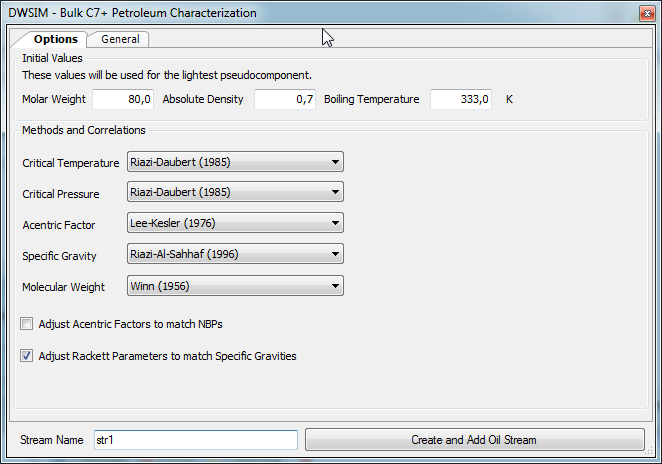 DWSIM - Bulk C7+ Petroleum Characterization
Options General
Initial Values
These values will be used for the lightest pseudocomponent.
Molar Weight 80,0 Absolute Density 0,7 Boiling Temperature 333,0 K
Methods and Correlations
Critical Temperature Riazi-Daubert (1985)
Critical Pressure Riazi-Daubert (1985)
Acentric Factor Lee-Kesler (1976)
Specific Gravity Riazi-Al-Sahhaf (1996)
Molecular Weight Winn (1956)
Adjust Acentric Factors to match NBPs
Adjust Rackett Parameters to match Specific Gravities
Stream Name str1 Create and Add Oil Stream